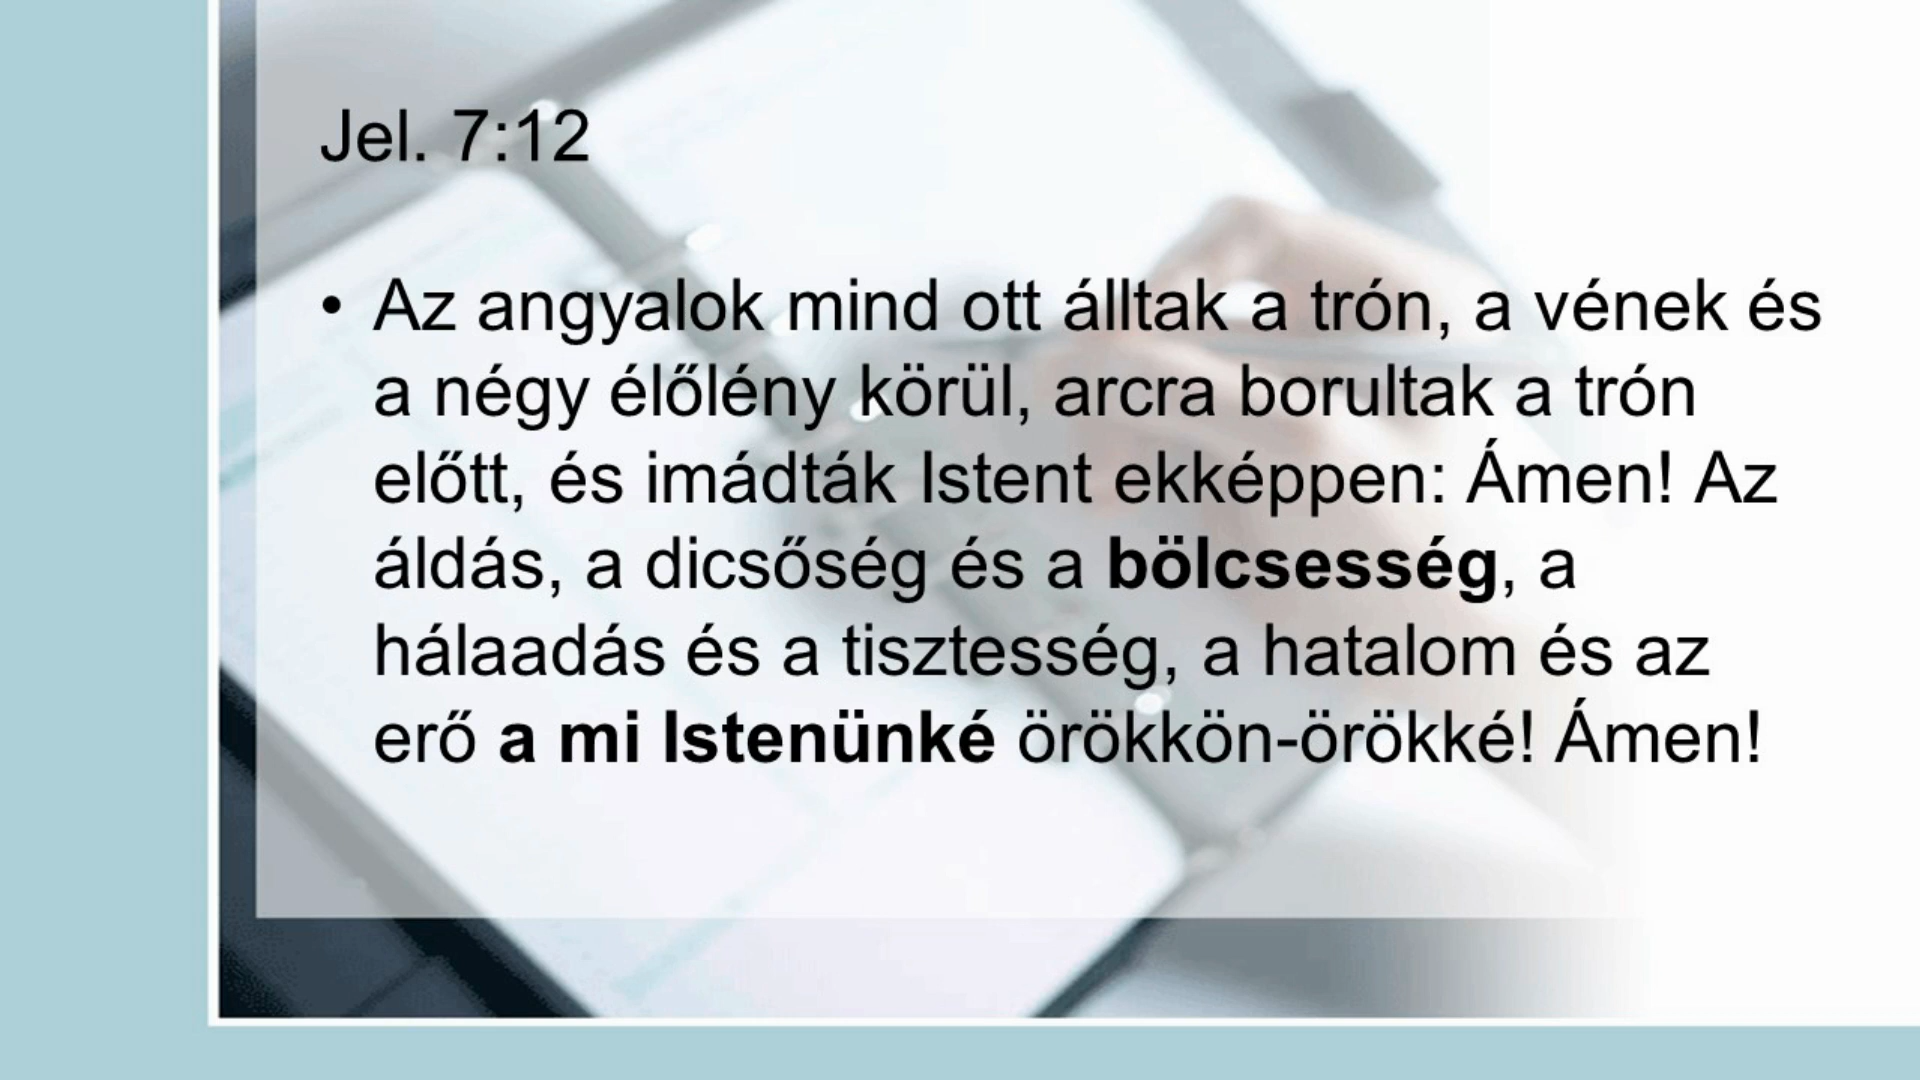 Jel. 7:12
• Az angyalok mind ott álltak a trón, a vének és
a négy élőlény körül, arcra borultak a trón
előtt, és imádták Istent ekképpen: Ámen! Az
áldás, a dicsőség és a bölcsesség, a
hálaadás és a tisztesség, a hatalom és az
erő a mi Istenünké örökkön-örökké! Ámen!